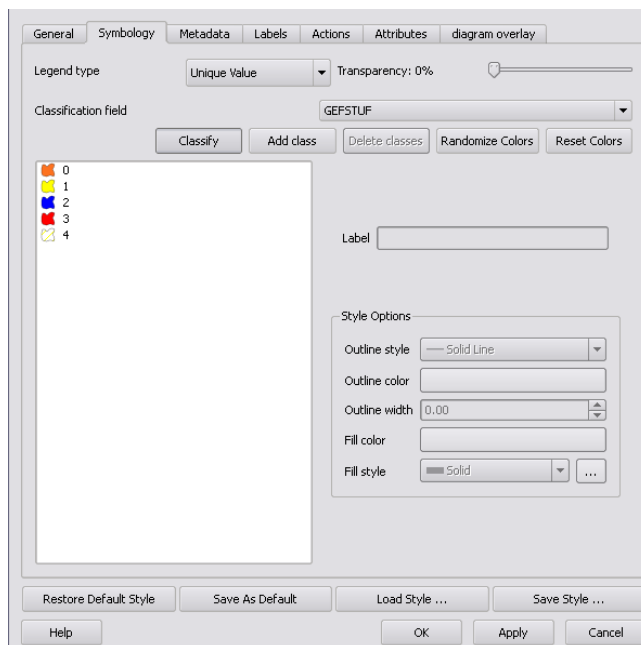 General Symbology Metadata Labels Actions Attributes diagram overlay
Legend type Unique Value Transparency: 0%
Classification field GEFSTUF
Classify Add class Delete classes Randomize Colors Reset Colors
0
1
2
3
4
Label
Style Options
Outline style Solid Line
Outline color
Outline width 0.00
Fill color
Fill style Solid ...
Restore Default Style Save As Default Load Style ... Save Style ...
Help OK Apply Cancel